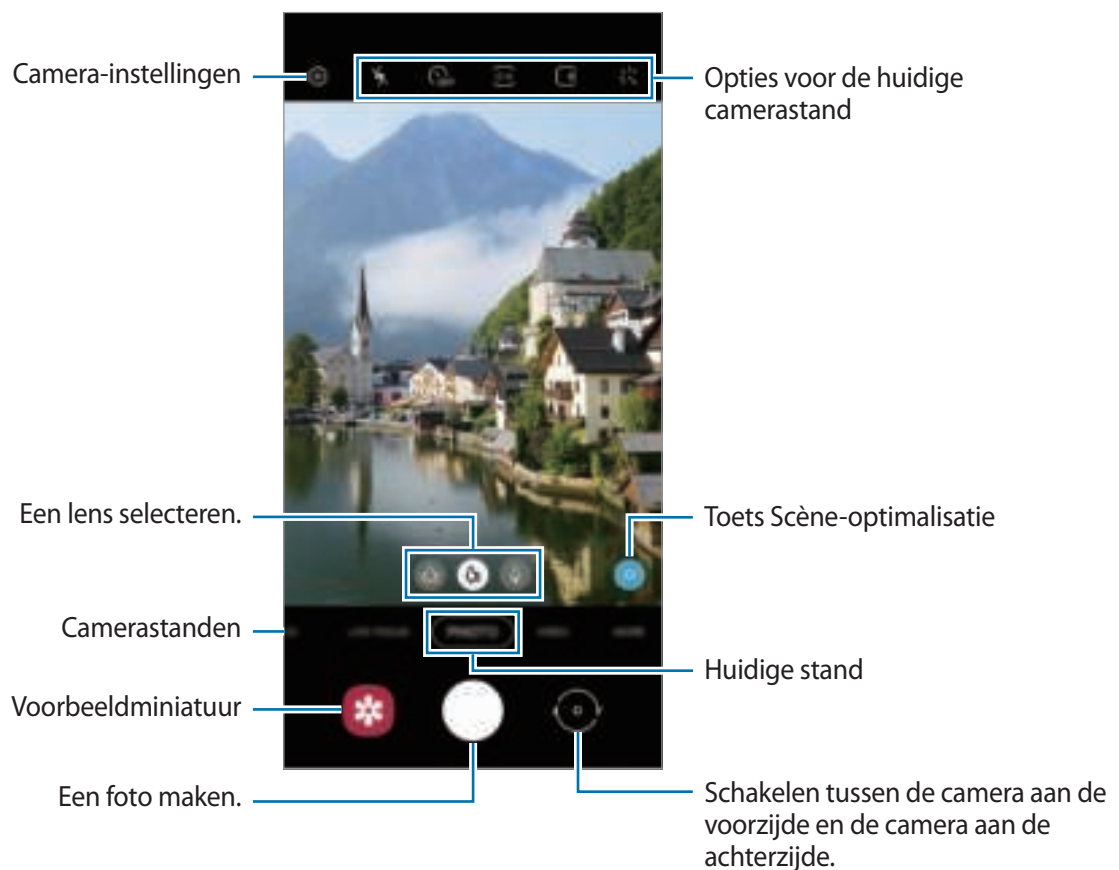 Camera-instellingen
Opties voor de huidige
camerastand
Een lens selecteren.
Toets Scène-optimalisatie
Camerastanden
PHOTO
Huidige stand
Voorbeeldminiatuur
Een foto maken.
Schakelen tussen de camera aan de
voorzijde en de camera aan de
achterzijde.